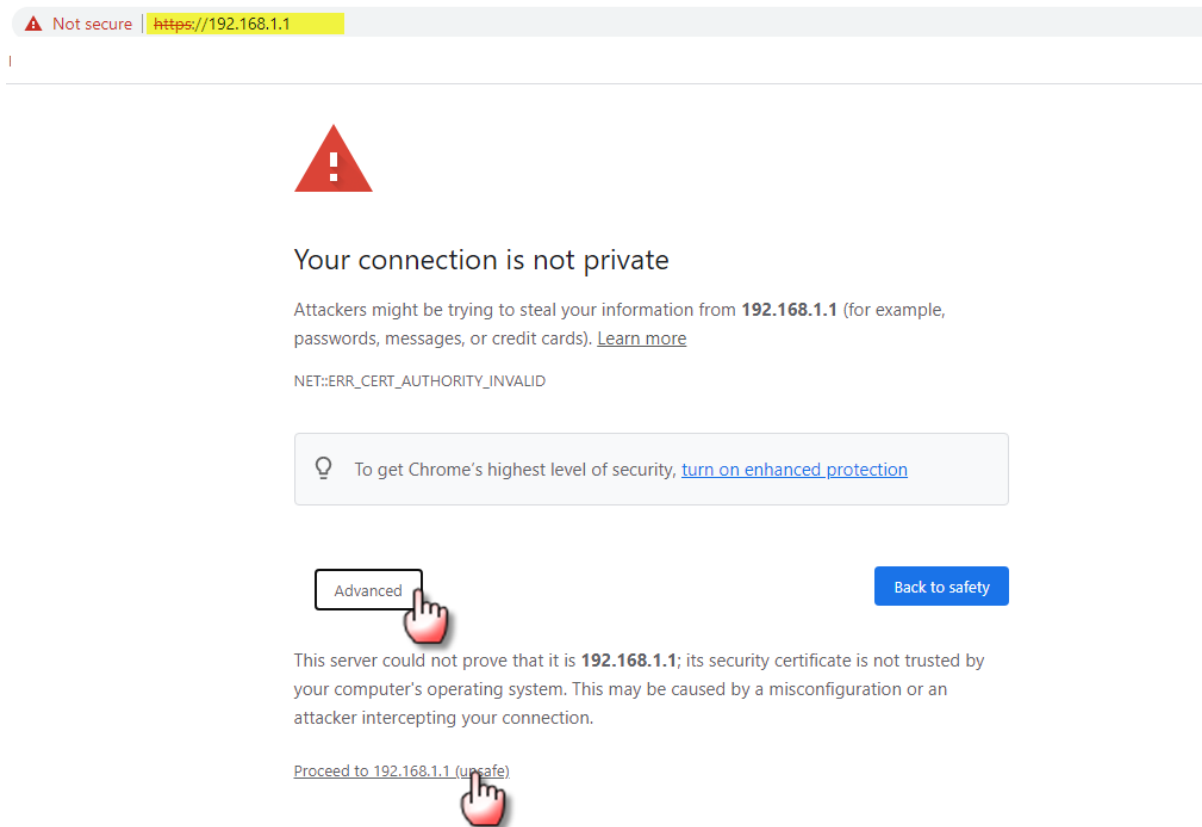 Not secure | https://192.168.1.1
Your connection is not private
Attackers might be trying to steal your information from 192.168.1.1 (for example,
passwords, messages, or credit cards). Learn more
NET::ERR_CERT_AUTHORITY_INVALID
To get Chrome's highest level of security, turn on enhanced protection
Advanced
Back to safety
This server could not prove that it is 192.168.1.1; its security certificate is not trusted by
your computer's operating system. This may be caused by a misconfiguration or an
attacker intercepting your connection.
Proceed to 192.168.1.1 (unsafe)